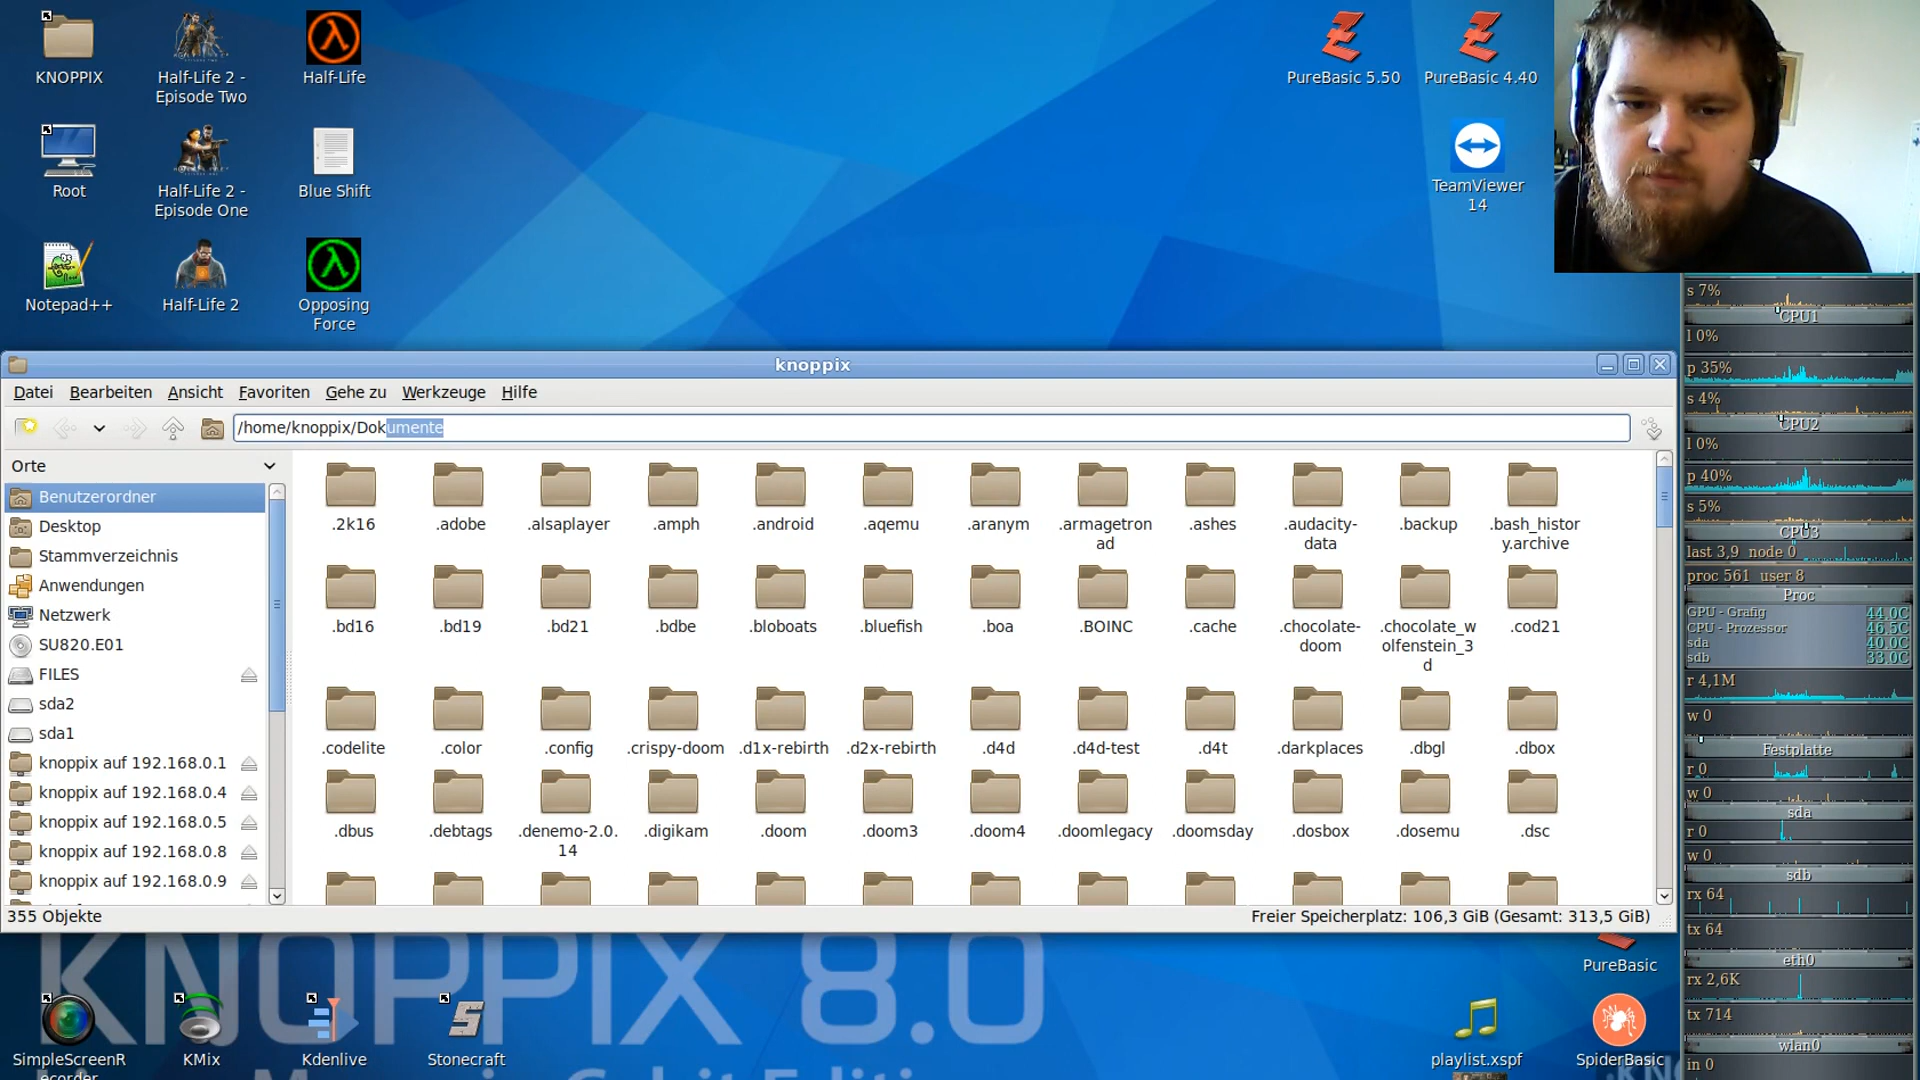 KNOPPIX
Half-Life 2 -
Episode Two
Half-Life
PureBasic 5.50
PureBasic 4.40
Root
Half-Life 2 -
Episode One
Blue Shift
TeamViewer
14
Notepad++
Half-Life 2
Opposing
Force
knoppix
Datei Bearbeiten Ansicht Favoriten Gehe zu Werkzeuge Hilfe
/home/knoppix/Dokumente
Orte
Benutzerordner
Desktop
Stammverzeichnis
Anwendungen
Netzwerk
SU820.E01
FILES
sda2
sda1
knoppix auf 192.168.0.1
knoppix auf 192.168.0.4
knoppix auf 192.168.0.5
knoppix auf 192.168.0.8
knoppix auf 192.168.0.9
.2k16
.adobe
.alsaplayer
.amph
.android
.aqemu
.aranym
.armagetron
ad
.ashes
.audacity-
data
.backup
.bash_histor
y.archive
.bd16
.bd19
.bd21
.bdbe
.bloboats
.bluefish
.boa
.BOINC
.cache
.chocolate-
doom
.chocolate_w
olfenstein_3
d
.cod21
.codelite
.color
.config
.crispy-doom
.d1x-rebirth
.d2x-rebirth
.d4d
.d4d-test
.d4t
.darkplaces
.dbgl
.dbox
.dbus
.debtags
.denemo-2.0.
14
.digikam
.doom
.doom3
.doom4
.doomlegacy
.doomsday
.dosbox
.dosemu
.dsc
355 Objekte
Freier Speicherplatz: 106,3 GiB (Gesamt: 313,5 GiB)
s 7%
CPU1
l 0%
p 35%
s 4%
CPU2
l 0%
p 40%
s 5%
CPU3
last 3,9 node 0
proc 561 user 8
Proc
GPU - Grafig 44.0C
CPU - Prozessor 46.5C
sda 40.0C
sdb 33.0C
r 4,1M
w 0
Festplatte
r 0
w 0
sda
r 0
w 0
sdb
rx 64
tx 64
eth0
rx 2,6K
tx 714
wlan0
in 0
KNOPPIX 8.0
PureBasic
SimpleScreenR
ecorder
KMix
Kdenlive
Stonecraft
playlist.xspf
SpiderBasic